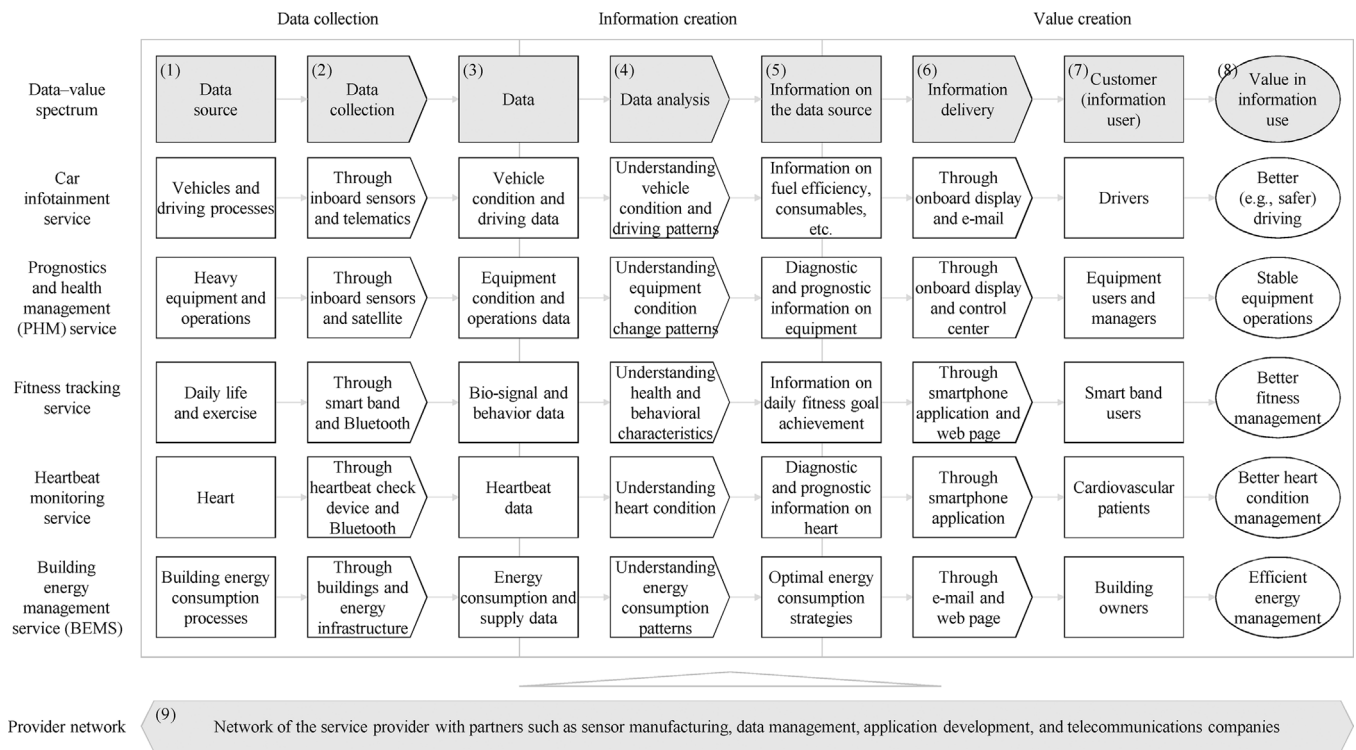 Data collection
Information creation
Value creation
Data–value
spectrum
(1)
Data
source
(2)
Data
collection
(3)
Data
(4)
Data analysis
(5)
Information on
the data source
(6)
Information
delivery
(7)
Customer
(information
user)
(8)
Value in
information
use
Car
infotainment
service
Vehicles and
driving processes
Through
inboard sensors
and telematics
Vehicle
condition and
driving data
Understanding
vehicle
condition and
driving patterns
Information on
fuel efficiency,
consumables,
etc.
Through
onboard display
and e-mail
Drivers
Better
(e.g., safer)
driving
Prognostics
and health
management
(PHM) service
Heavy
equipment and
operations
Through
inboard sensors
and satellite
Equipment
condition and
operations data
Understanding
equipment
condition
change patterns
Diagnostic
and prognostic
information on
equipment
Through
onboard display
and control
center
Equipment
users and
managers
Stable
equipment
operations
Fitness tracking
service
Daily life
and exercise
Through
smart band
and Bluetooth
Bio-signal and
behavior data
Understanding
health and
behavioral
characteristics
Information on
daily fitness goal
achievement
Through
smartphone
application and
web page
Smart band
users
Better
fitness
management
Heartbeat
monitoring
service
Heart
Through
heartbeat check
device and
Bluetooth
Heartbeat
data
Understanding
heart condition
Diagnostic
and prognostic
information on
heart
Through
smartphone
application
Cardiovascular
patients
Better heart
condition
management
Building
energy
management
service (BEMS)
Building energy
consumption
processes
Through
buildings and
energy
infrastructure
Energy
consumption and
supply data
Understanding
energy
consumption
patterns
Optimal energy
consumption
strategies
Through
e-mail and
web page
Building
owners
Efficient
energy
management
Provider network
(9)
Network of the service provider with partners such as sensor manufacturing, data management, application development, and telecommunications companies